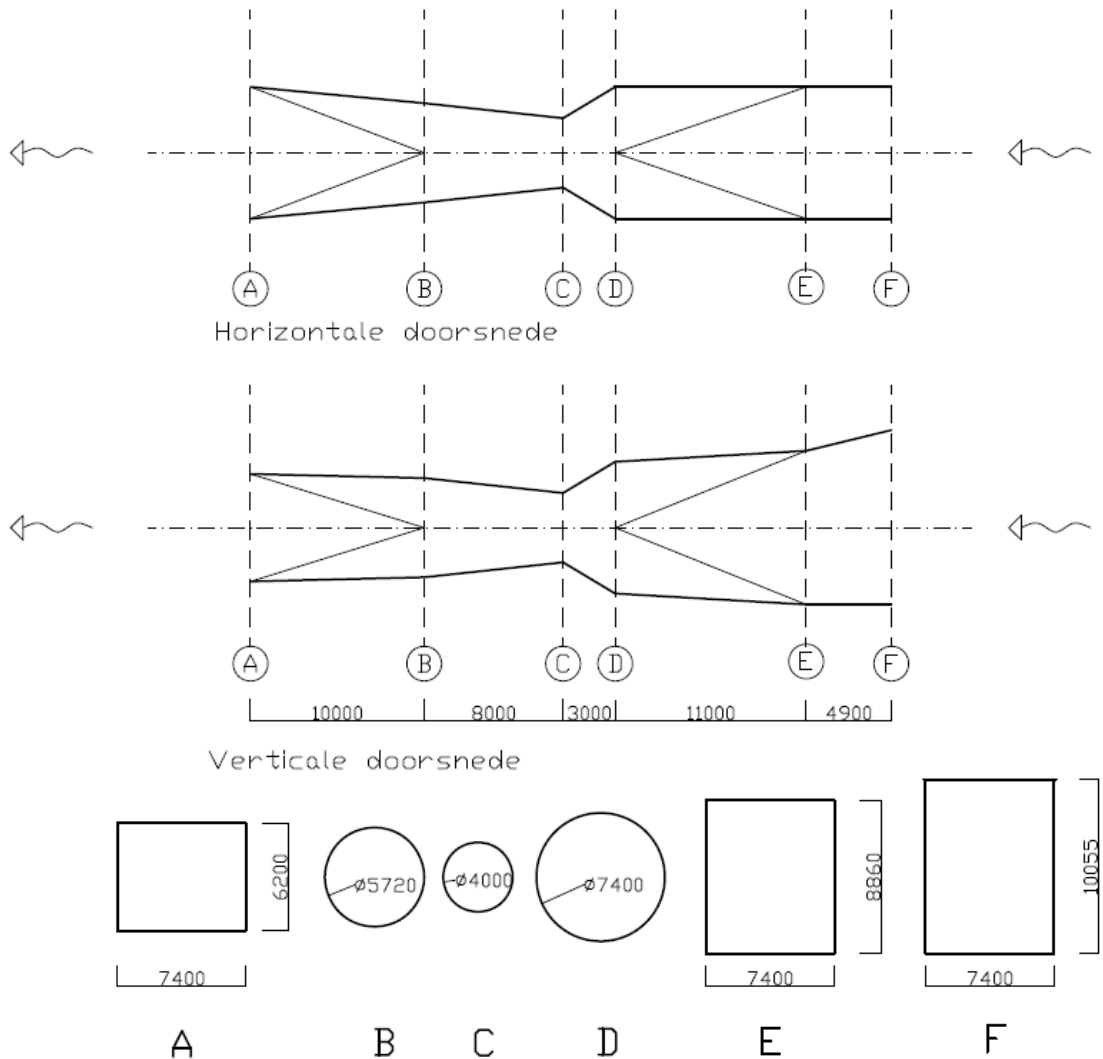 A B C D E F
Horizontale doorsnede
A B C D E F
10000 8000 3000 11000 4900
Verticale doorsnede
6200
7400
ø5720
ø4000
ø7400
8860
7400
10055
7400
A B C D E F